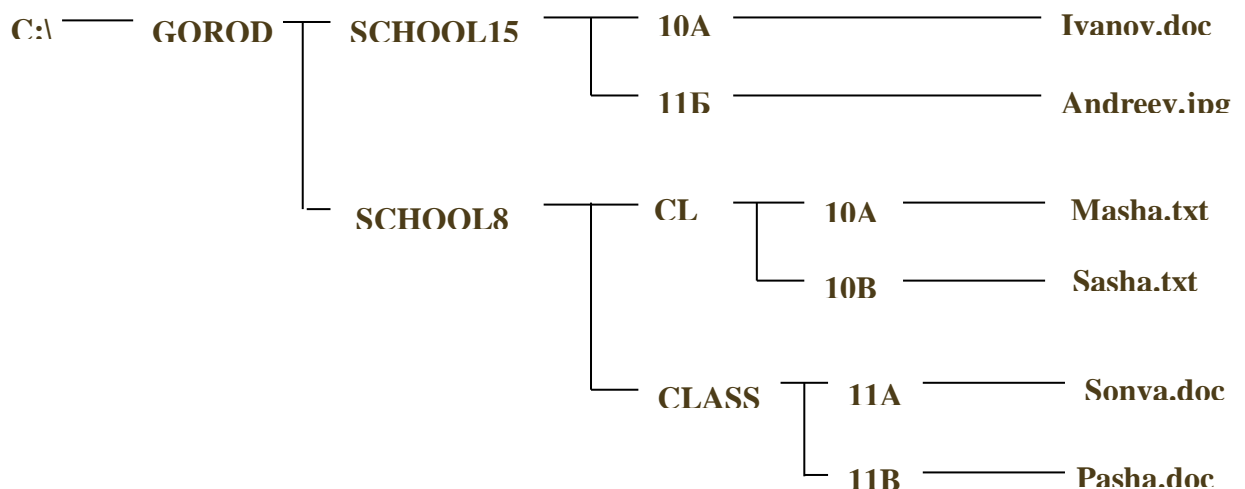 C:\ GOROD SCHOOL15 10A Ivanov.doc
11Б Andreev.jpg
SCHOOL8 CL 10A Masha.txt
10B Sasha.txt
CLASS 11A Sonya.doc
11B Pasha.doc